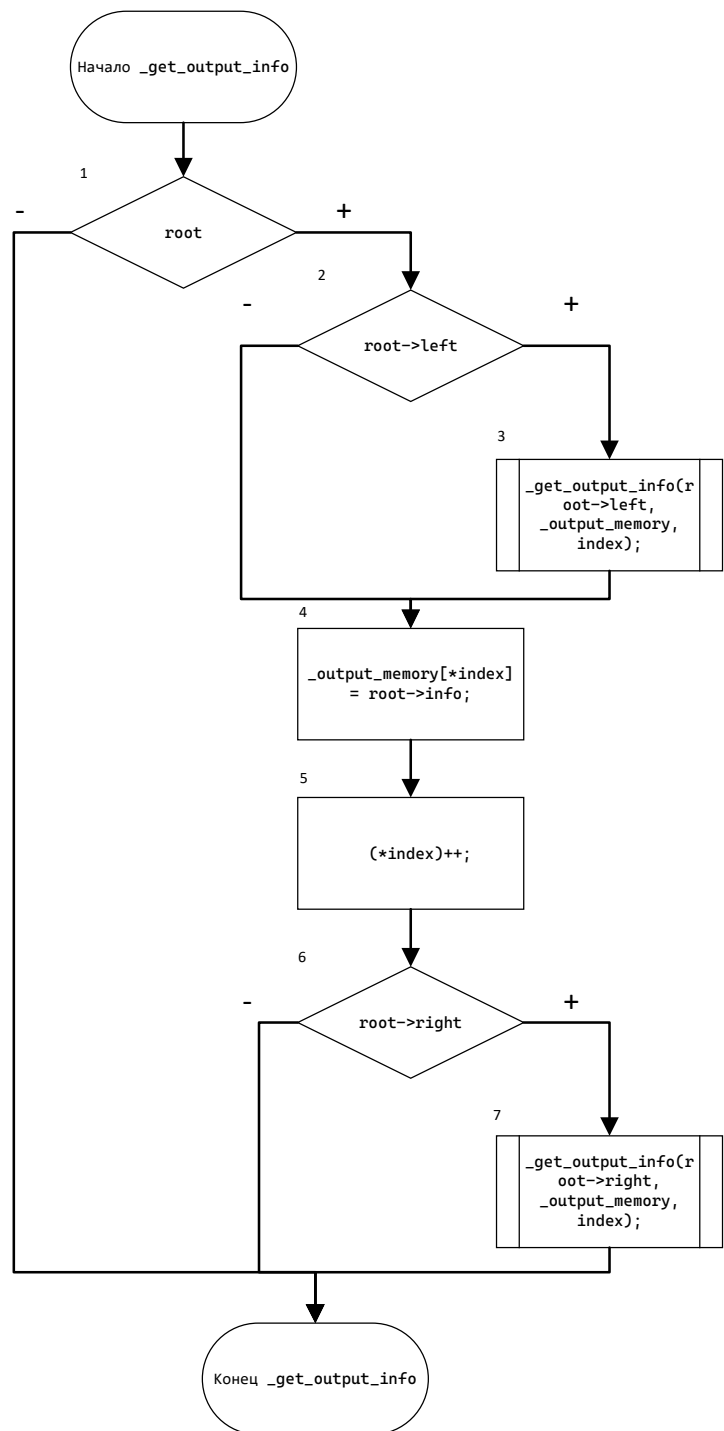 Начало _get_output_info
1
- +
root
2
- +
root->left
3
_get_output_info(r
oot->left,
_output_memory,
index);
4
_output_memory[*index]
= root->info;
5
(*index)++;
6
- +
root->right
7
_get_output_info(r
oot->right,
_output_memory,
index);
Конец _get_output_info